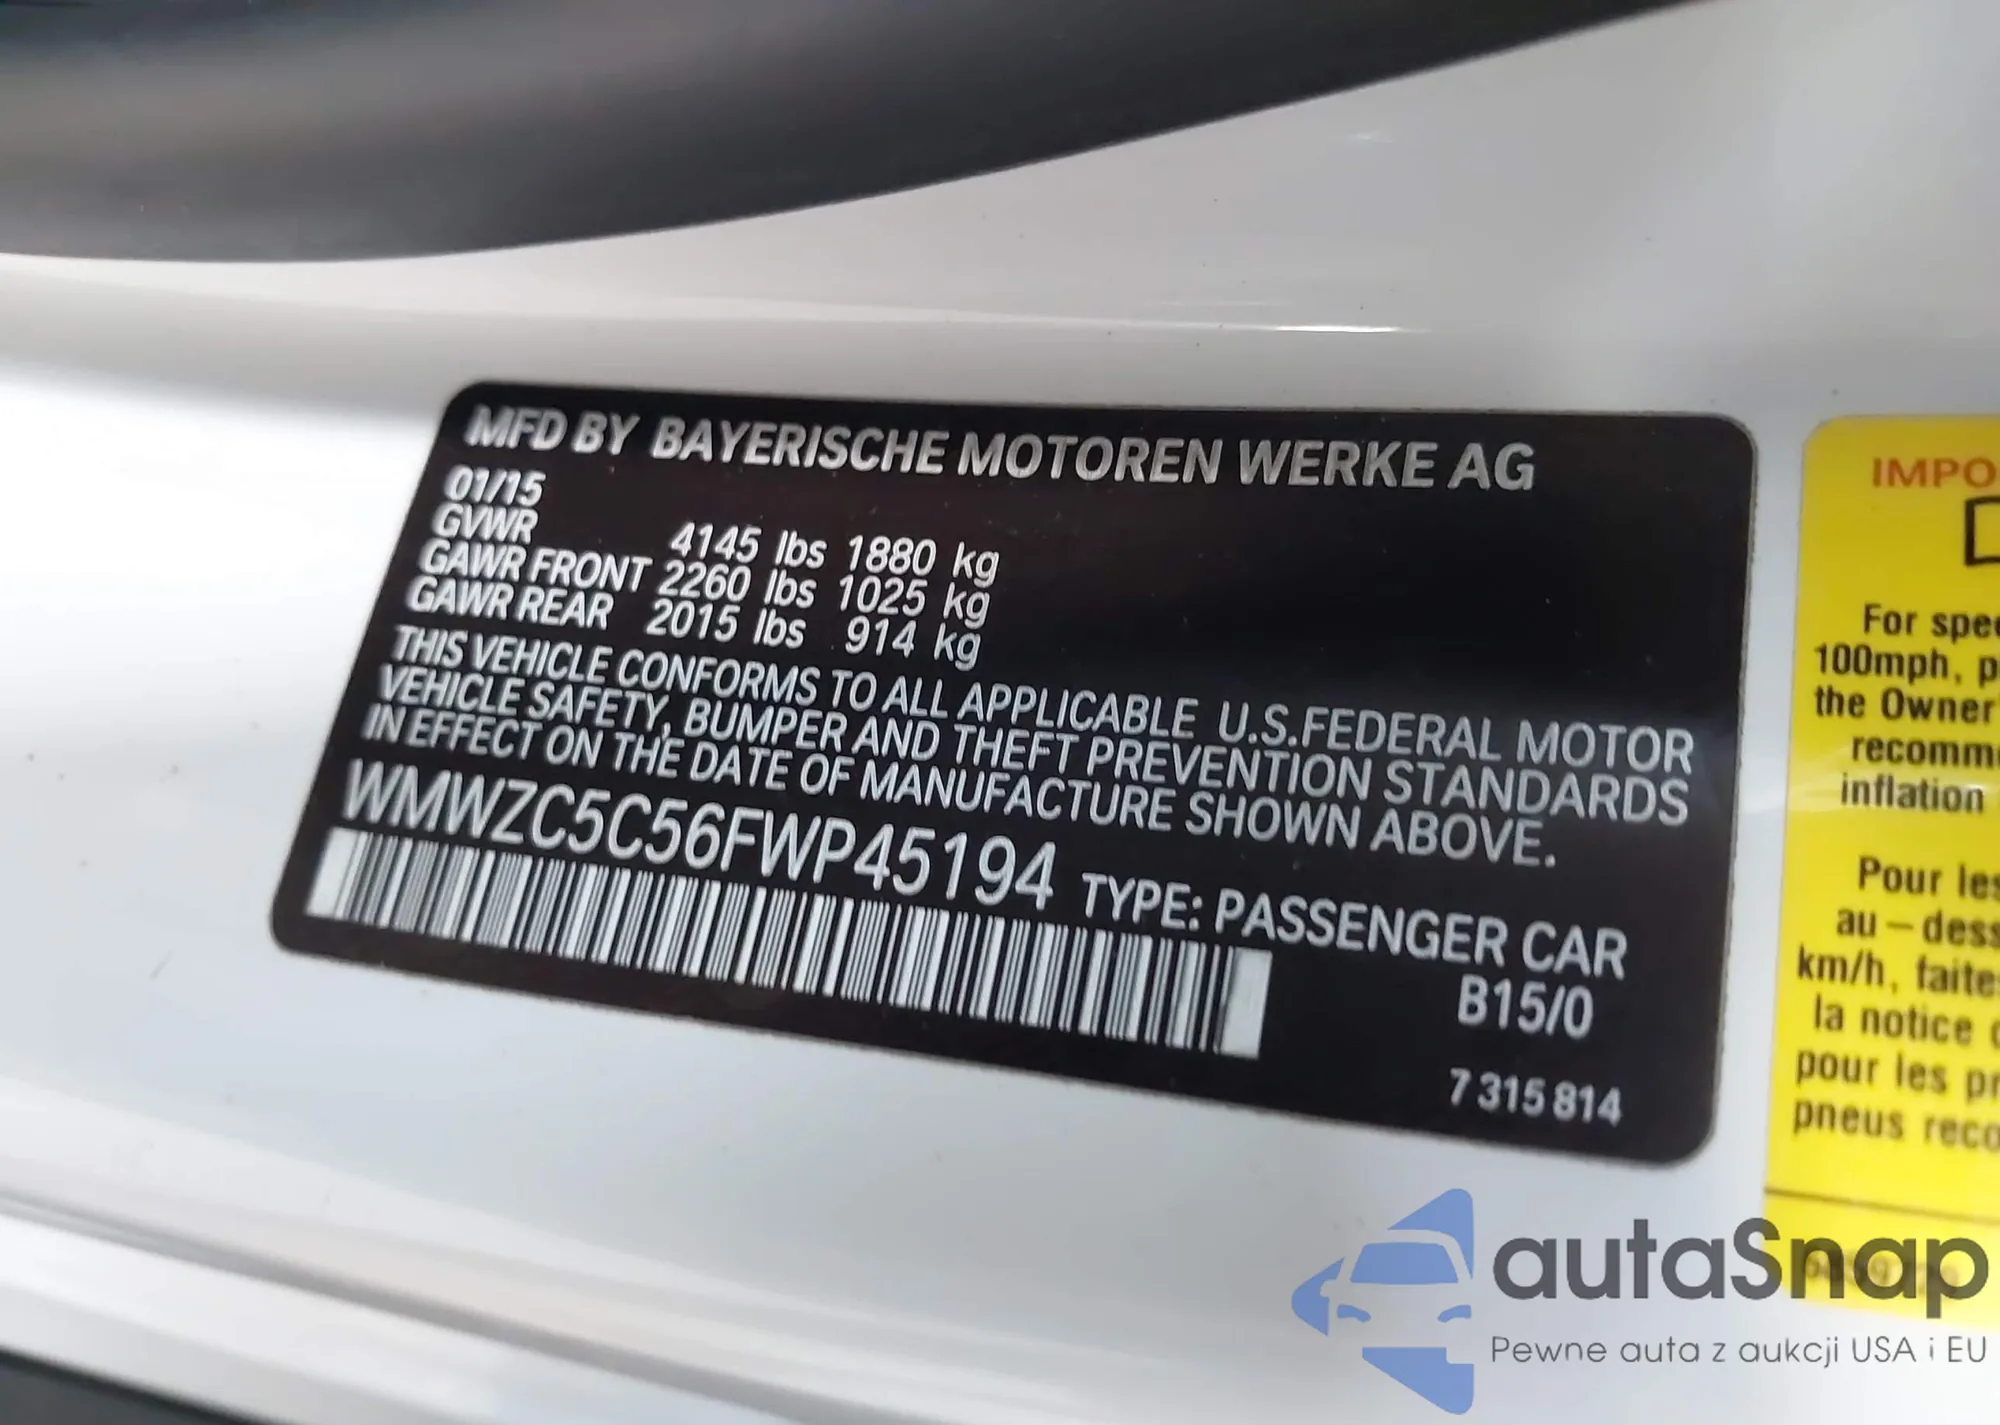 MFD BY BAYERISCHE MOTOREN WERKE AG
01/15
GVWR 4145 lbs 1880 kg
GAWR FRONT 2260 lbs 1025 kg
GAWR REAR 2015 lbs 914 kg
THIS VEHICLE CONFORMS TO ALL APPLICABLE U.S.FEDERAL MOTOR
VEHICLE SAFETY, BUMPER AND THEFT PREVENTION STANDARDS
IN EFFECT ON THE DATE OF MANUFACTURE SHOWN ABOVE.
WMWZC5C56FWP45194 TYPE: PASSENGER CAR
B15/0
7 315 814
IMPO
For spee
100mph, p
the Owner'
recomme
inflation
Pour les
au-dess
km/h, faite
la notice
pour les pr
pneus reco
autaSnap
Pewne auta z aukcji USA i EU